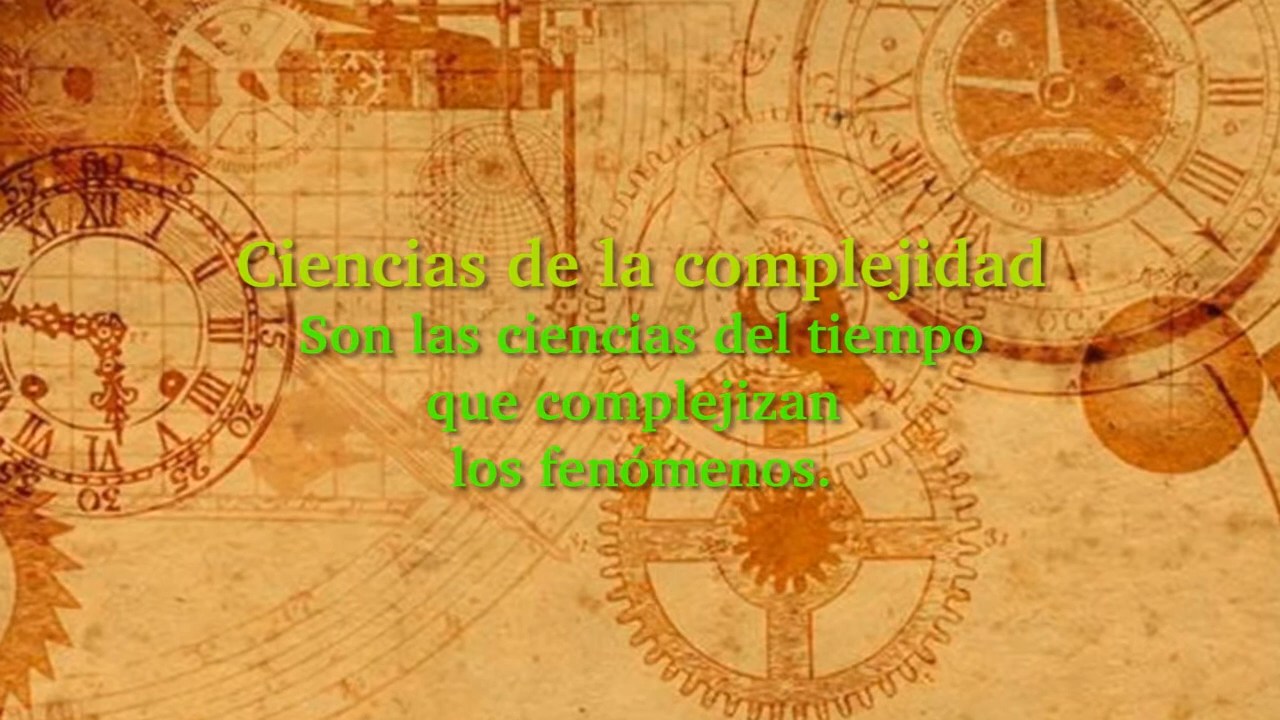 Ciencias de la complejidad
Son las ciencias del tiempo
que complejizan
los fenómenos.